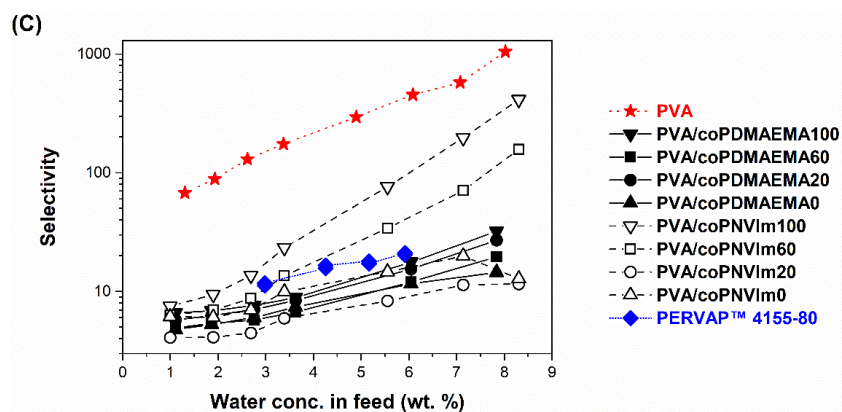 (C)
1000
100
10
Selectivity
0 1 2 3 4 5 6 7 8 9
Water conc. in feed (wt. %)
PVA
PVA/coPDMAEMA100
PVA/coPDMAEMA60
PVA/coPDMAEMA20
PVA/coPDMAEMA0
PVA/coPNVIm100
PVA/coPNVIm60
PVA/coPNVIm20
PVA/coPNVIm0
PERVAP™ 4155-80